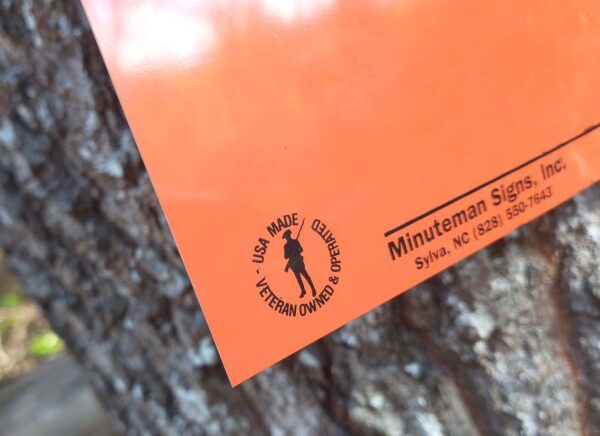 USA MADE
- VETERAN OWNED & OPERATED
Minuteman Signs, Inc.
Sylva, NC (828) 550-7643